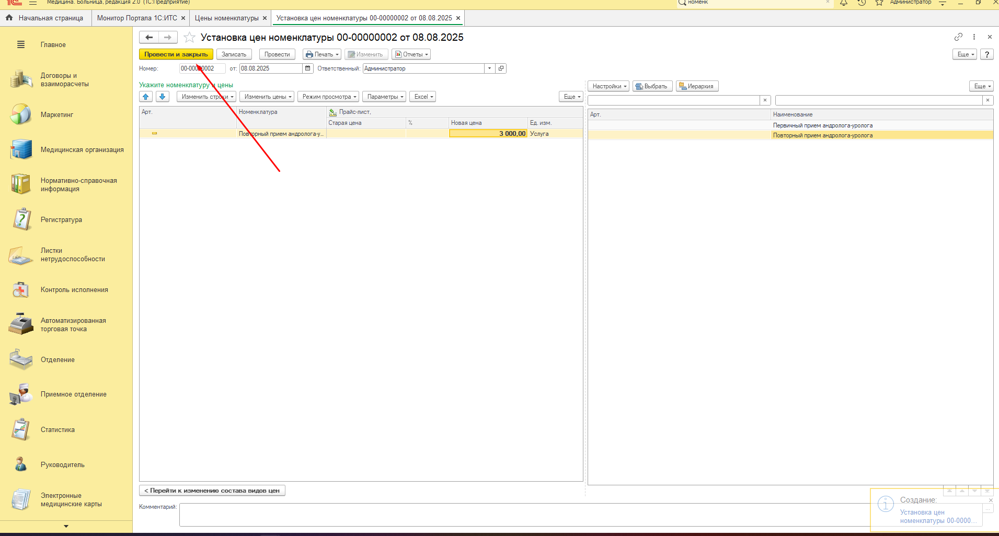 Медицина. Больница, редакция 2.0 (1С:Предприятие)
номенк
Администратор
Начальная страница
Монитор Портала 1С:ИТС
Цены номенклатуры
Установка цен номенклатуры 00-00000002 от 08.08.2025
Главное
Договоры и
взаиморасчеты
Маркетинг
Медицинская организация
Нормативно-справочная
информация
Регистратура
Листки
нетрудоспособности
Контроль исполнения
Автоматизированная
торговая точка
Отделение
Приемное отделение
Статистика
Руководитель
Электронные
медицинские карты
Установка цен номенклатуры 00-00000002 от 08.08.2025
Провести и закрыть
Записать
Провести
Печать
Изменить
Отчеты
Еще
?
Номер: 00-00000002 от: 08.08.2025 Ответственный: Администратор
Укажите номенклатуру и цены
Изменить строки
Изменить цены
Режим просмотра
Параметры
Excel
Еще
Арт. Номенклатура Прайс-лист,
Старая цена % Новая цена Ед. изм.
Повторный прием андролога-у... 3 000,00 Услуга
Настройки
Выбрать
Иерархия
Еще
Арт. Наименование
Первичный прием андролога-уролога
Повторный прием андролога-уролога
< Перейти к изменению состава видов цен
Комментарий:
Создание:
Установка цен
номенклатуры 00-0000...